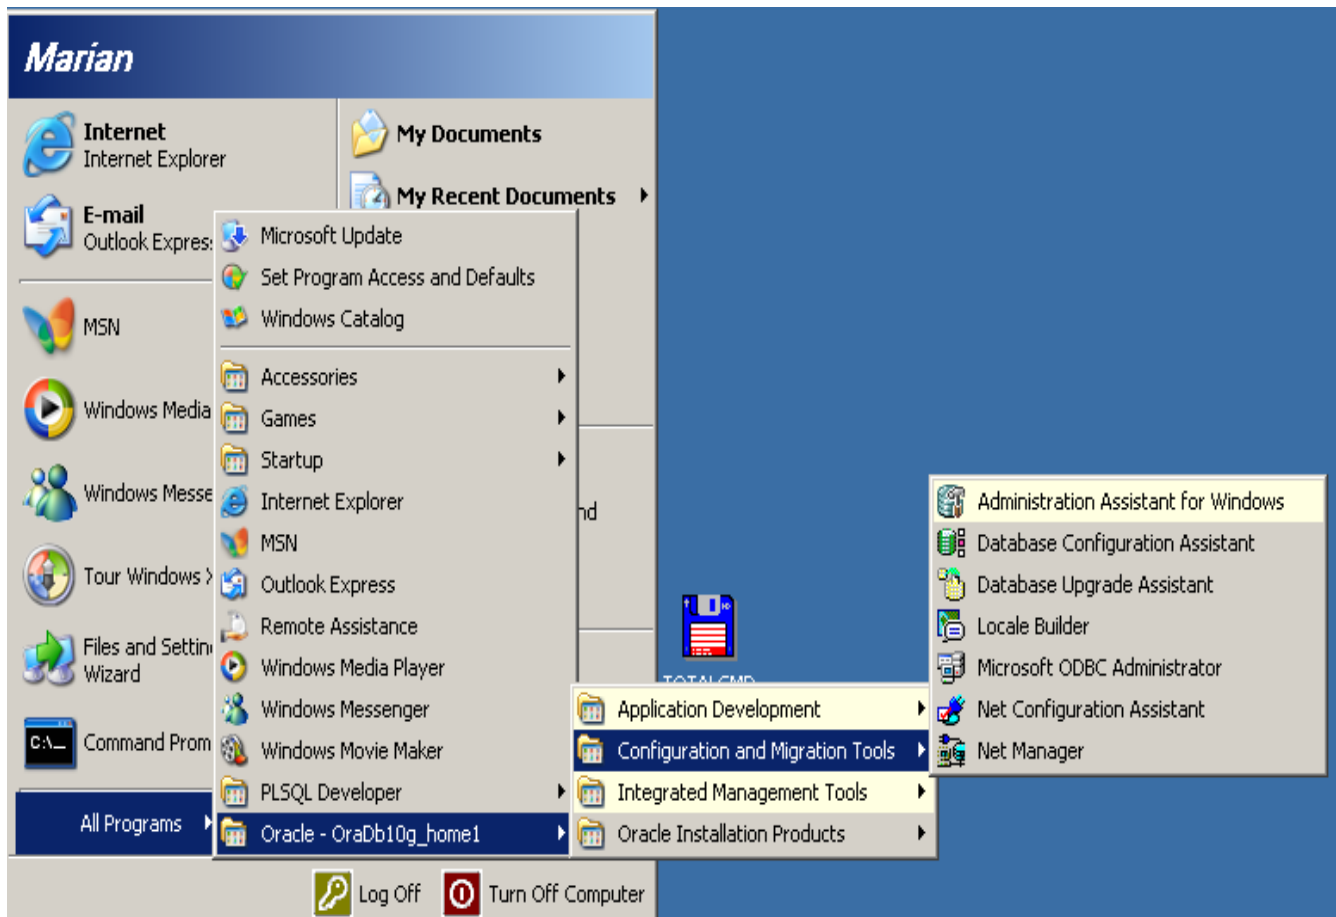 Marian
Internet
Internet Explorer
E-mail
Outlook Expres
MSN
Windows Media
Windows Messe
Tour Windows
Files and Settin
Wizard
C:\_
Command Prom
All Programs
My Documents
My Recent Documents
nd
Microsoft Update
Set Program Access and Defaults
Windows Catalog
Accessories
Games
Startup
Internet Explorer
MSN
Outlook Express
Remote Assistance
Windows Media Player
Windows Messenger
Windows Movie Maker
PLSQL Developer
Oracle - OraDb10g_home1
Application Development
Configuration and Migration Tools
Integrated Management Tools
Oracle Installation Products
Administration Assistant for Windows
Database Configuration Assistant
Database Upgrade Assistant
Locale Builder
Microsoft ODBC Administrator
Net Configuration Assistant
Net Manager
TOTALCMD
Log Off
Turn Off Computer